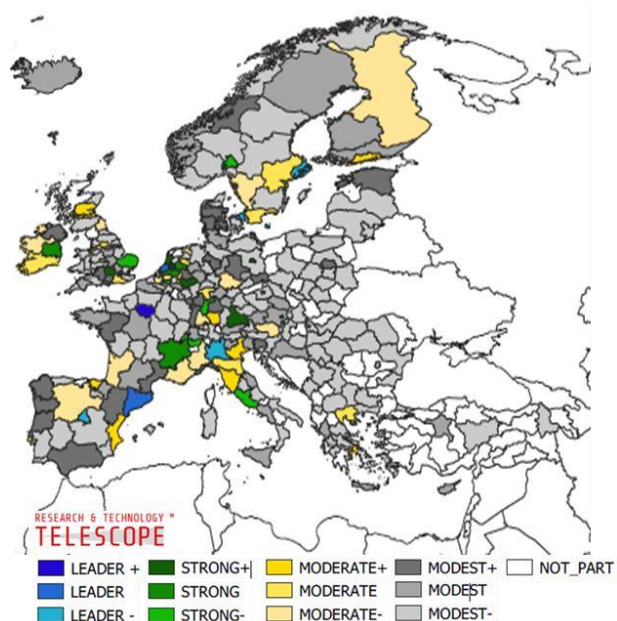 RESEARCH & TECHNOLOGY ™
TELESCOPE
LEADER + STRONG+| MODERATE+ MODEST+ NOT_PART
LEADER STRONG MODERATE MODEST
LEADER - STRONG- MODERATE- MODEST-